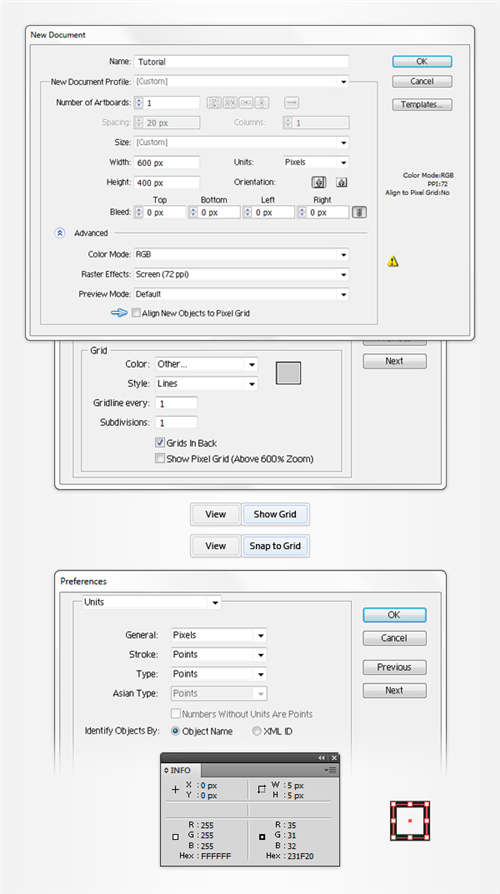 New Document
Name: Tutorial
OK
New Document Profile: [Custom]
Cancel
Number of Artboards: 1
Templates...
Spacing: 20 px Columns: 1
Size: [Custom]
Width: 600 px Units: Pixels
Color Mode:RGB
Height: 400 px Orientation:
PPI:72
Align to Pixel Grid:No
Top Bottom Left Right
Bleed: 0 px 0 px 0 px 0 px
Advanced
Color Mode: RGB
Raster Effects: Screen (72 ppi)
Preview Mode: Default
Align New Objects to Pixel Grid
Grid
Next
Color: Other...
Style: Lines
Gridline every: 1
Subdivisions: 1
Grids In Back
Show Pixel Grid (Above 600% Zoom)
View Show Grid
View Snap to Grid
Preferences
Units
OK
General: Pixels
Cancel
Stroke: Points
Type: Points
Previous
Asian Type: Points
Next
Numbers Without Units Are Points
Identify Objects By: Object Name XML ID
INFO
X : 0 px W : 5 px
Y : 0 px H : 5 px
R : 255 R : 35
G : 255 G : 31
B : 255 B : 32
Hex : FFFFFF Hex : 231F20